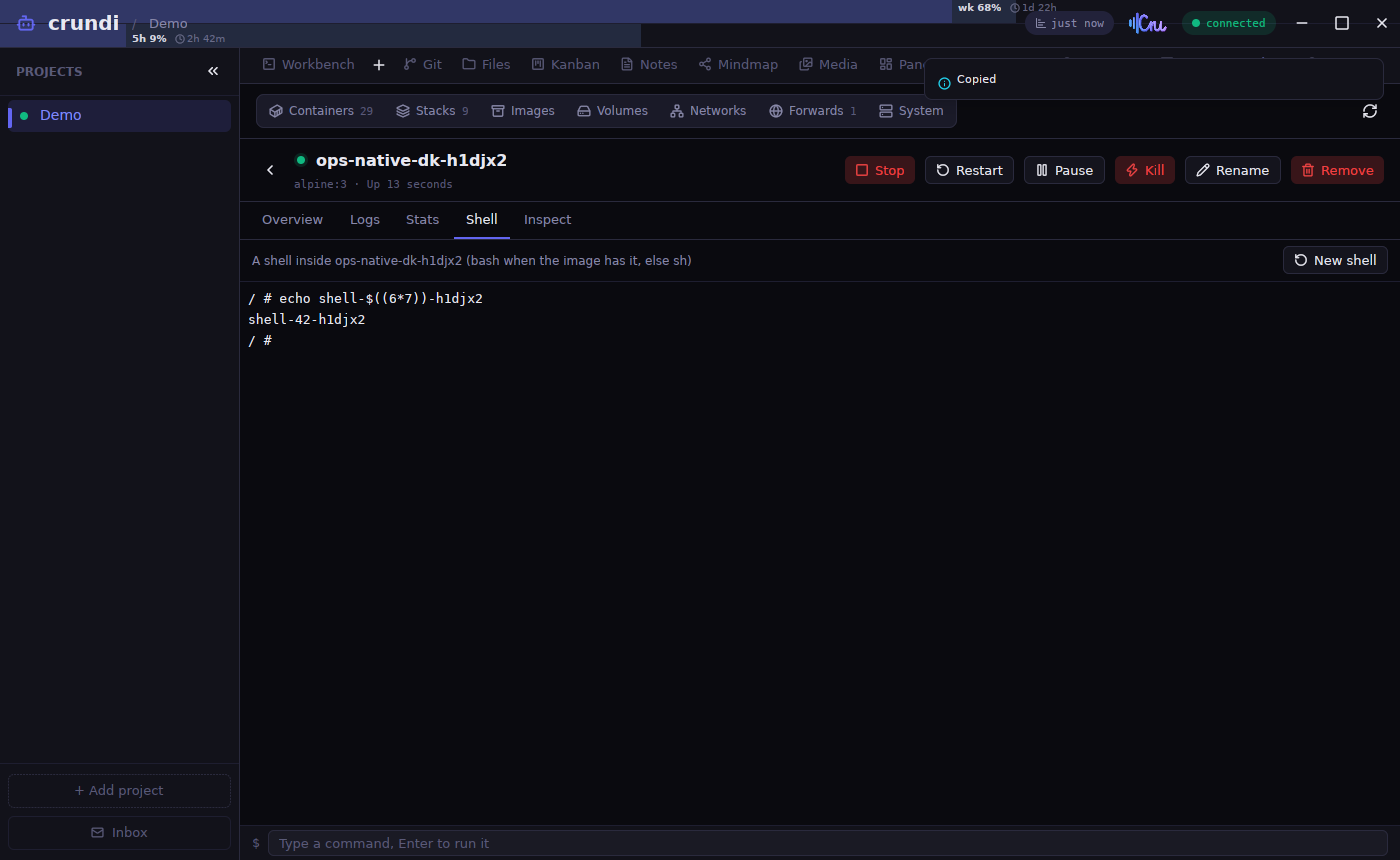 crundi / Demo
wk 68% 1d 22h
5h 9% 2h 42m
just now
connected
PROJECTS
Demo
+ Add project
Inbox
Workbench + Git Files Kanban Notes Mindmap Media
Copied
Containers 29 Stacks 9 Images Volumes Networks Forwards 1 System
ops-native-dk-h1djx2
alpine:3 · Up 13 seconds
Stop Restart Pause Kill Rename Remove
Overview Logs Stats Shell Inspect
A shell inside ops-native-dk-h1djx2 (bash when the image has it, else sh)
New shell
/ # echo shell-$((6*7))-h1djx2
shell-42-h1djx2
/ #
$ Type a command, Enter to run it